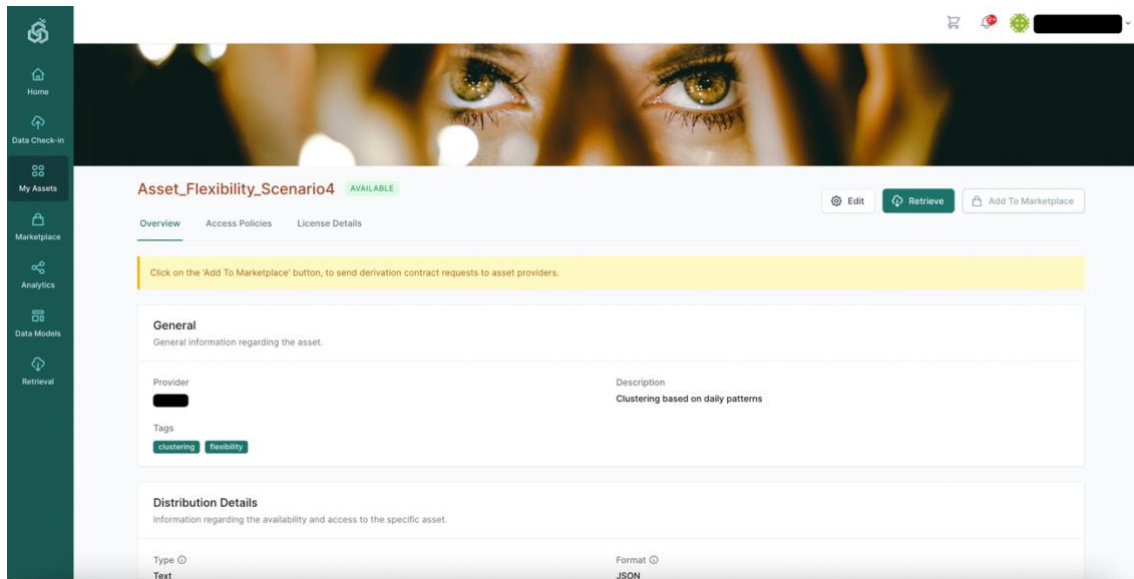 9+
Home
Data Check-in
My Assets
Marketplace
Analytics
Data Models
Retrieval
Asset_Flexibility_Scenario4 AVAILABLE
Edit Retrieve Add To Marketplace
Overview Access Policies License Details
Click on the 'Add To Marketplace' button, to send derivation contract requests to asset providers.
General
General information regarding the asset.
Provider Description
Clustering based on daily patterns
Tags
clustering flexibility
Distribution Details
Information regarding the availability and access to the specific asset.
Type Format
Text JSON